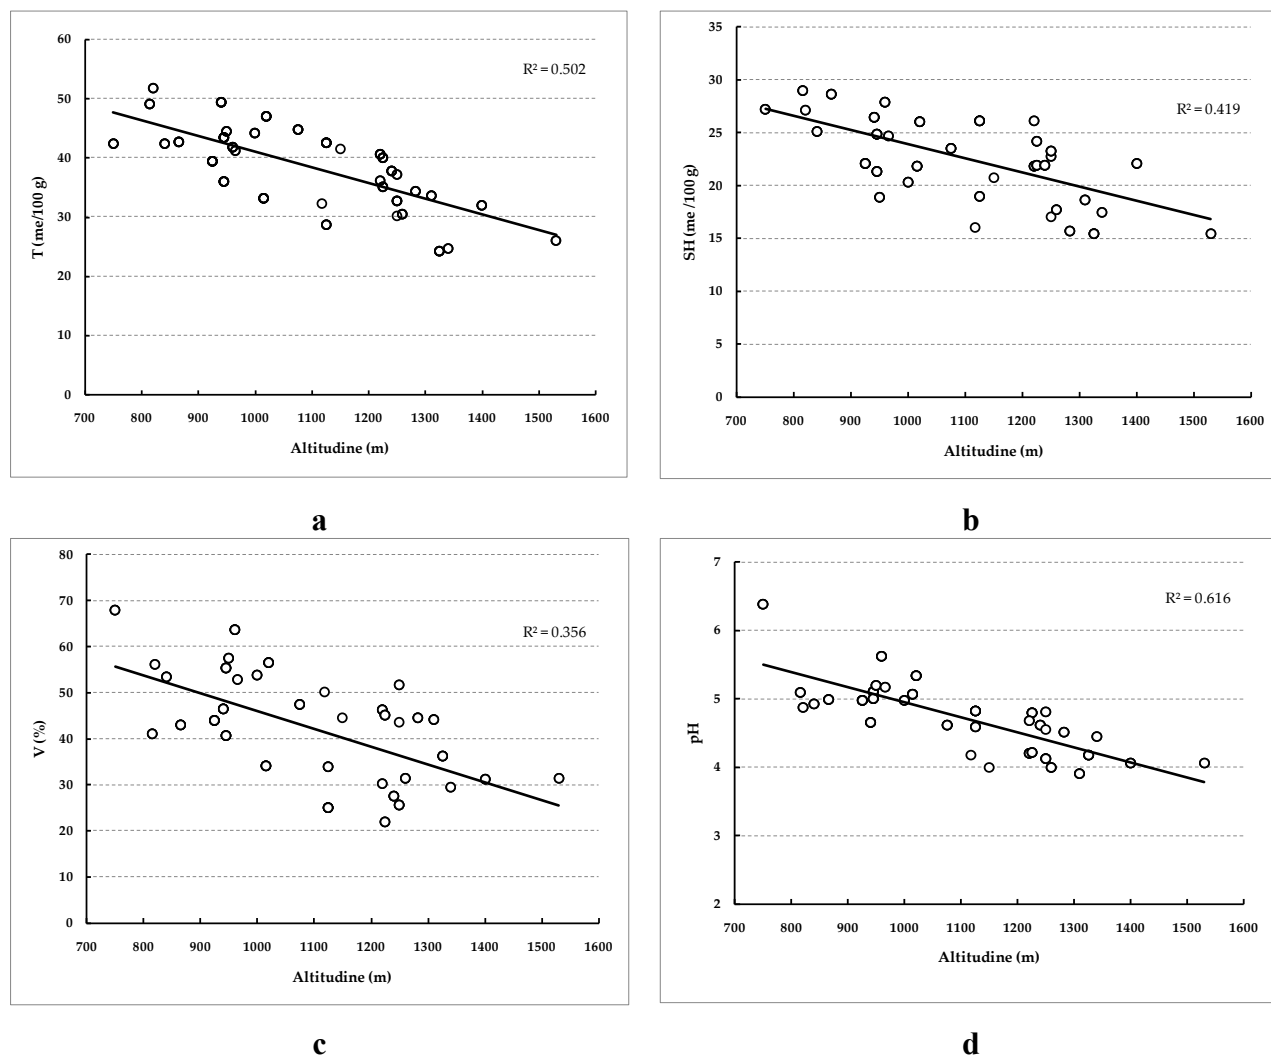 60
50
40
30
20
10
0
T (me/100 g)
R² = 0.502
700 800 900 1000 1100 1200 1300 1400 1500 1600
Altitudine (m)
a
35
30
25
20
15
10
5
0
SH (me /100 g)
R² = 0.419
700 800 900 1000 1100 1200 1300 1400 1500 1600
Altitudine (m)
b
80
70
60
50
40
30
20
10
0
V (%)
R² = 0.356
700 800 900 1000 1100 1200 1300 1400 1500 1600
Altitudine (m)
c
7
6
5
4
3
2
pH
R² = 0.616
700 800 900 1000 1100 1200 1300 1400 1500 1600
Altitudine (m)
d